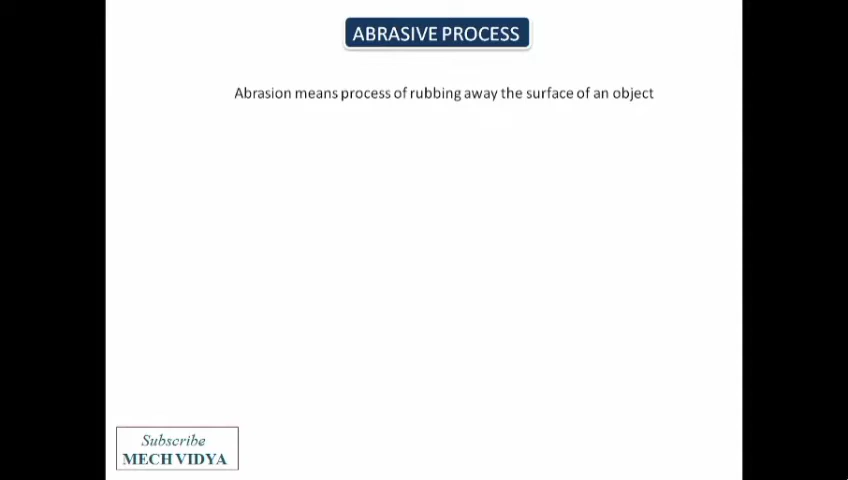 ABRASIVE PROCESS
Abrasion means process of rubbing away the surface of an object
Subscribe
MECH VIDYA